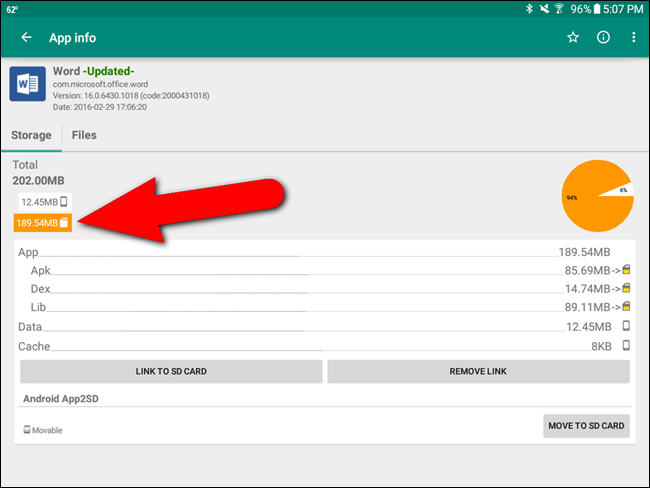 62° 96% 5:07 PM
App info
Word -Updated-
com.microsoft.office.word
Version: 16.0.6430.1018 (code:2000431018)
Date: 2016-02-29 17:06:20
Storage Files
Total
202.00MB
12.45MB
189.54MB
94% 6%
App 189.54MB
Apk 85.69MB->
Dex 14.74MB->
Lib 89.11MB->
Data 12.45MB
Cache 8KB
LINK TO SD CARD REMOVE LINK
Android App2SD
Movable MOVE TO SD CARD